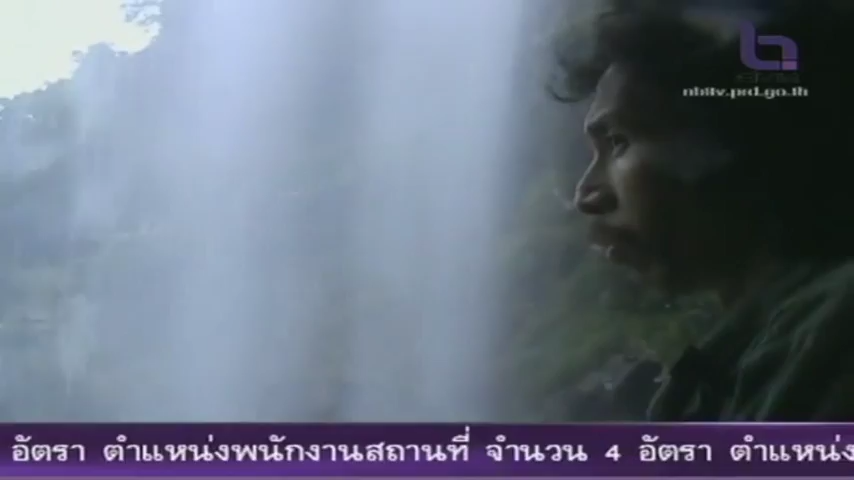 nbttv.prd.go.th
อัตรา ตำแหน่งพนักงานสถานที่ จำนวน 4 อัตรา ตำแหน่ง